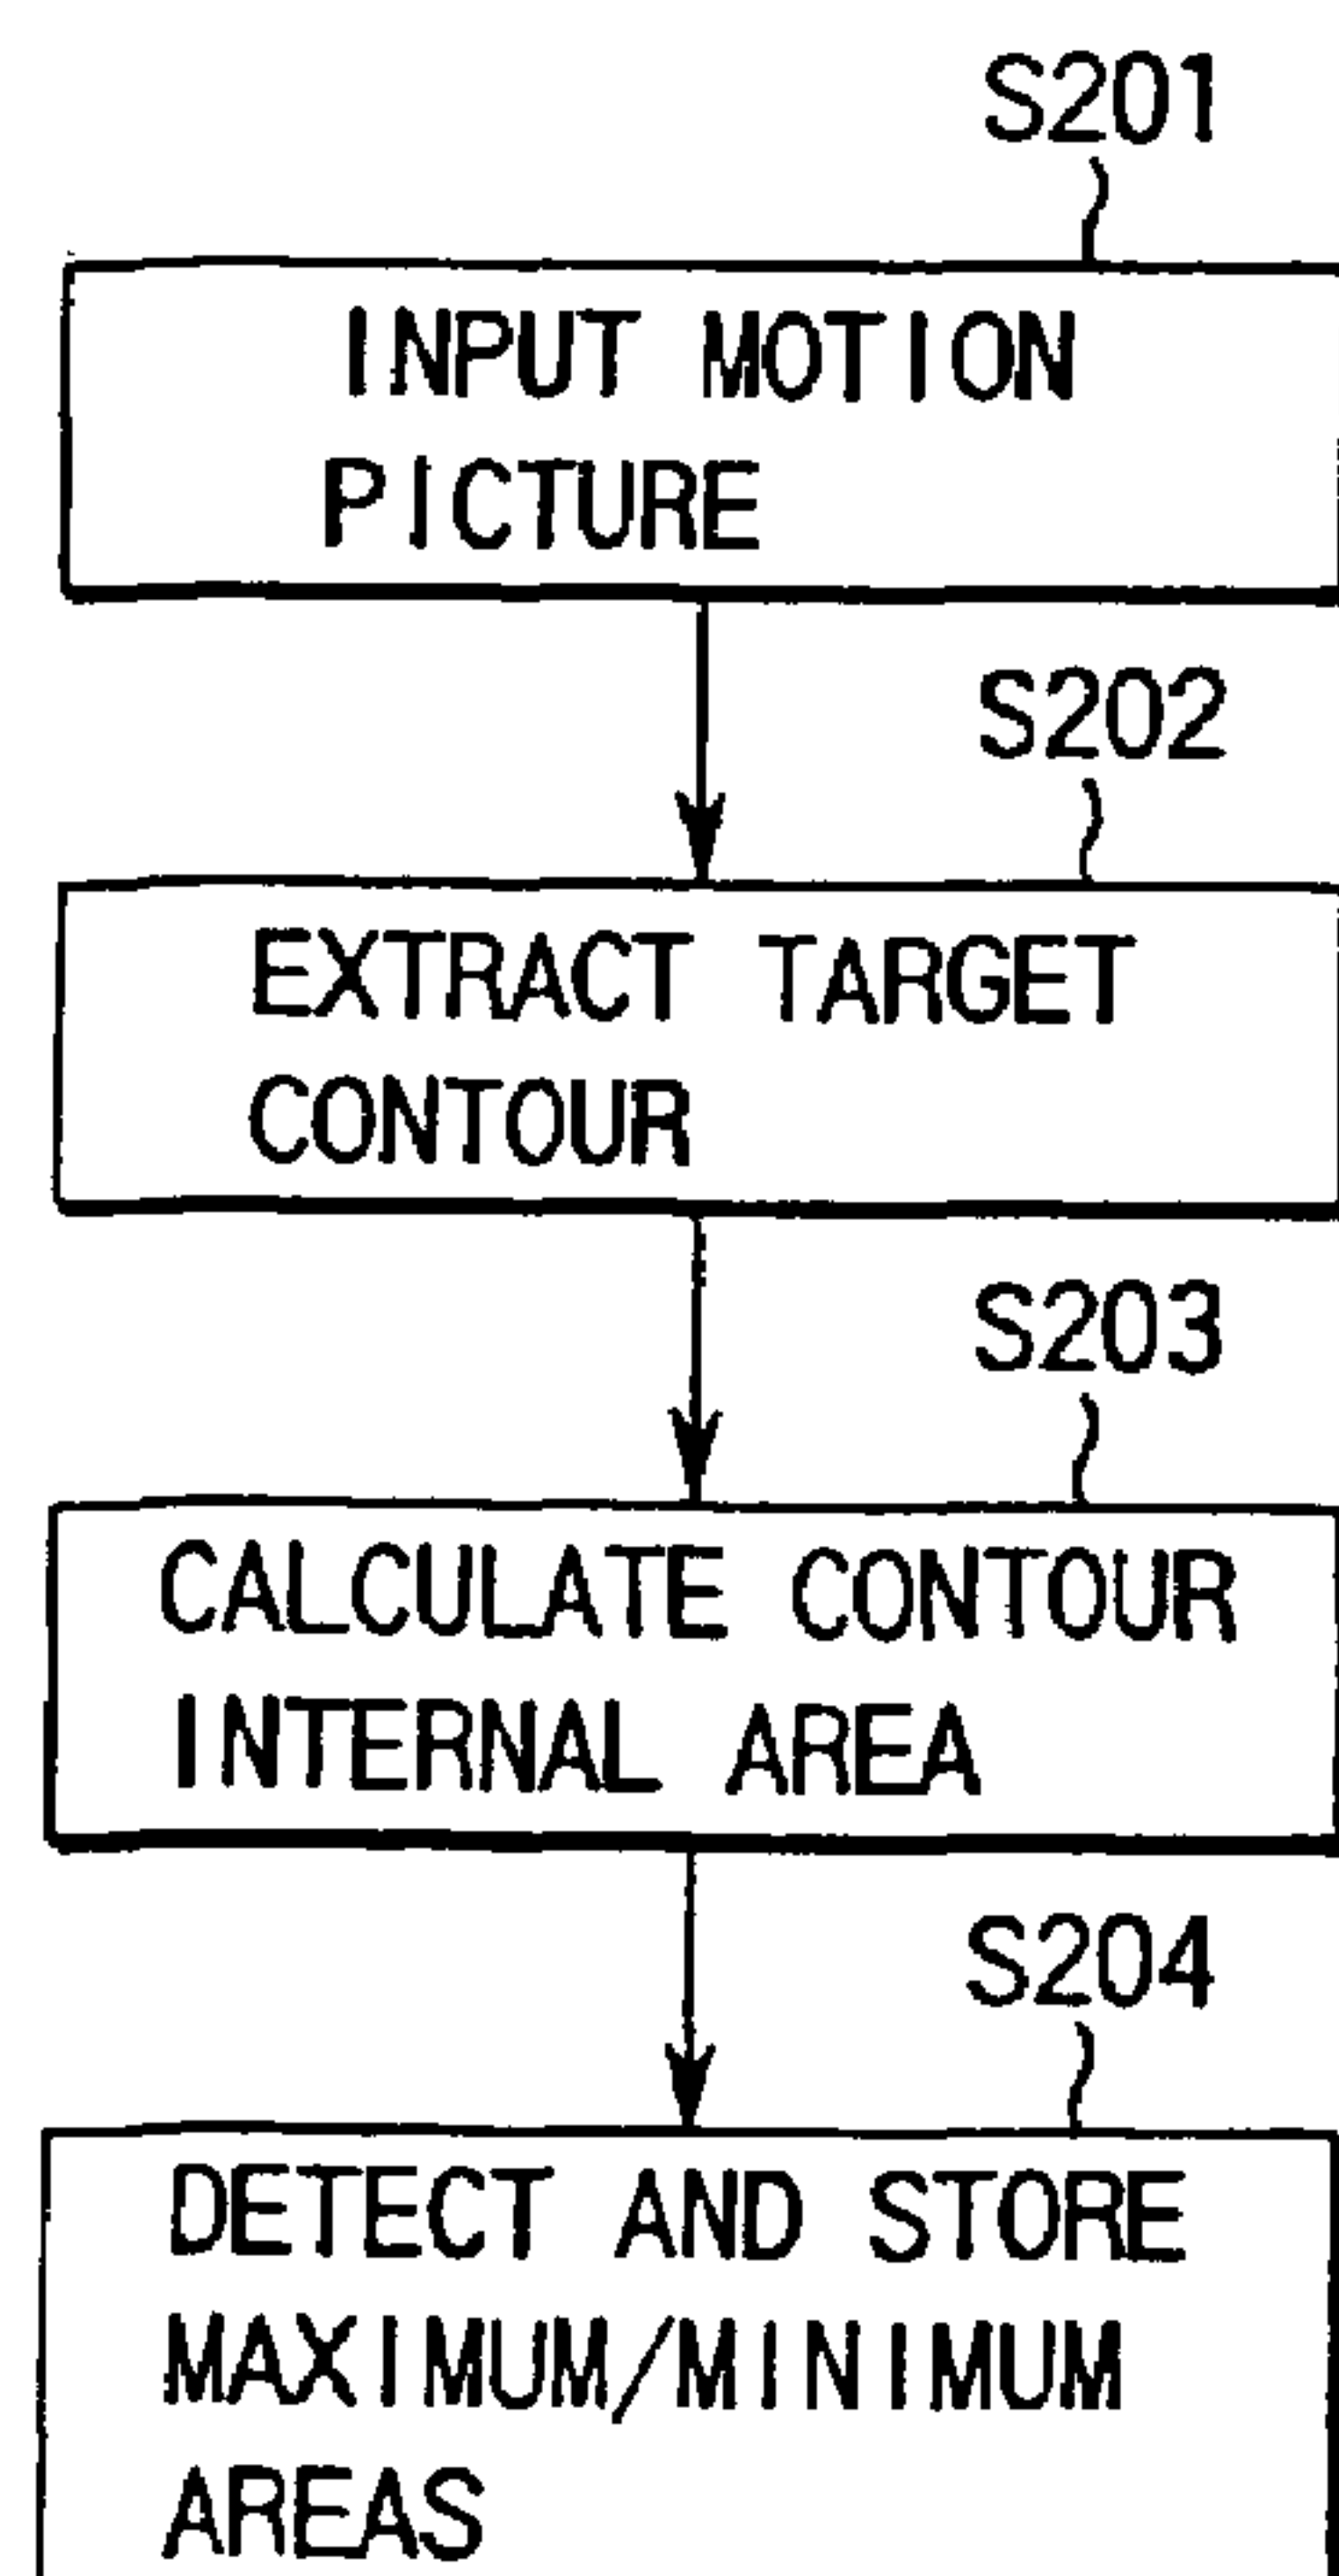 S201
INPUT MOTION
PICTURE
S202
EXTRACT TARGET
CONTOUR
S203
CALCULATE CONTOUR
INTERNAL AREA
S204
DETECT AND STORE
MAXIMUM/MINIMUM
AREAS